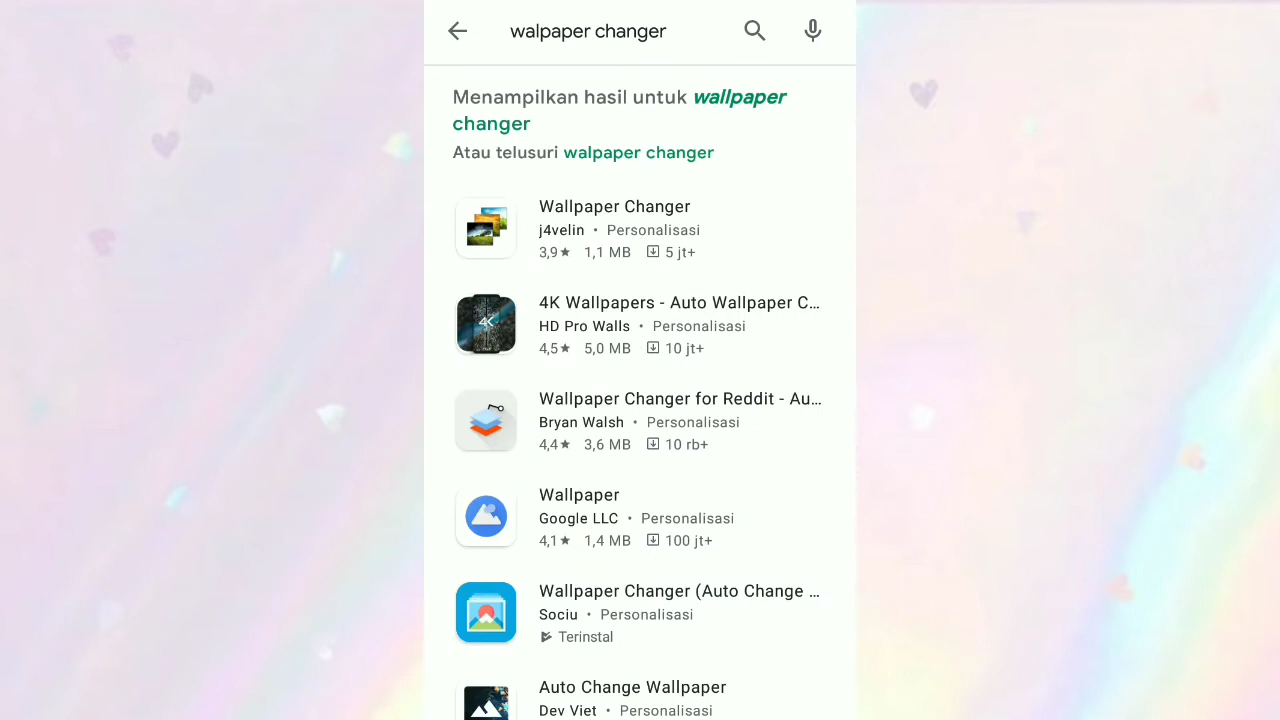 walpaper changer
Menampilkan hasil untuk wallpaper
changer
Atau telusuri walpaper changer
Wallpaper Changer
j4velin • Personalisasi
3,9★ 1,1 MB 5 jt+
4K Wallpapers - Auto Wallpaper C...
4K
HD Pro Walls • Personalisasi
4,5★ 5,0 MB 10 jt+
Wallpaper Changer for Reddit - Au...
Bryan Walsh • Personalisasi
4,4★ 3,6 MB 10 rb+
Wallpaper
Google LLC • Personalisasi
4,1★ 1,4 MB 100 jt+
Wallpaper Changer (Auto Change ...
Sociu • Personalisasi
Terinstal
Auto Change Wallpaper
Dev Viet • Personalisasi